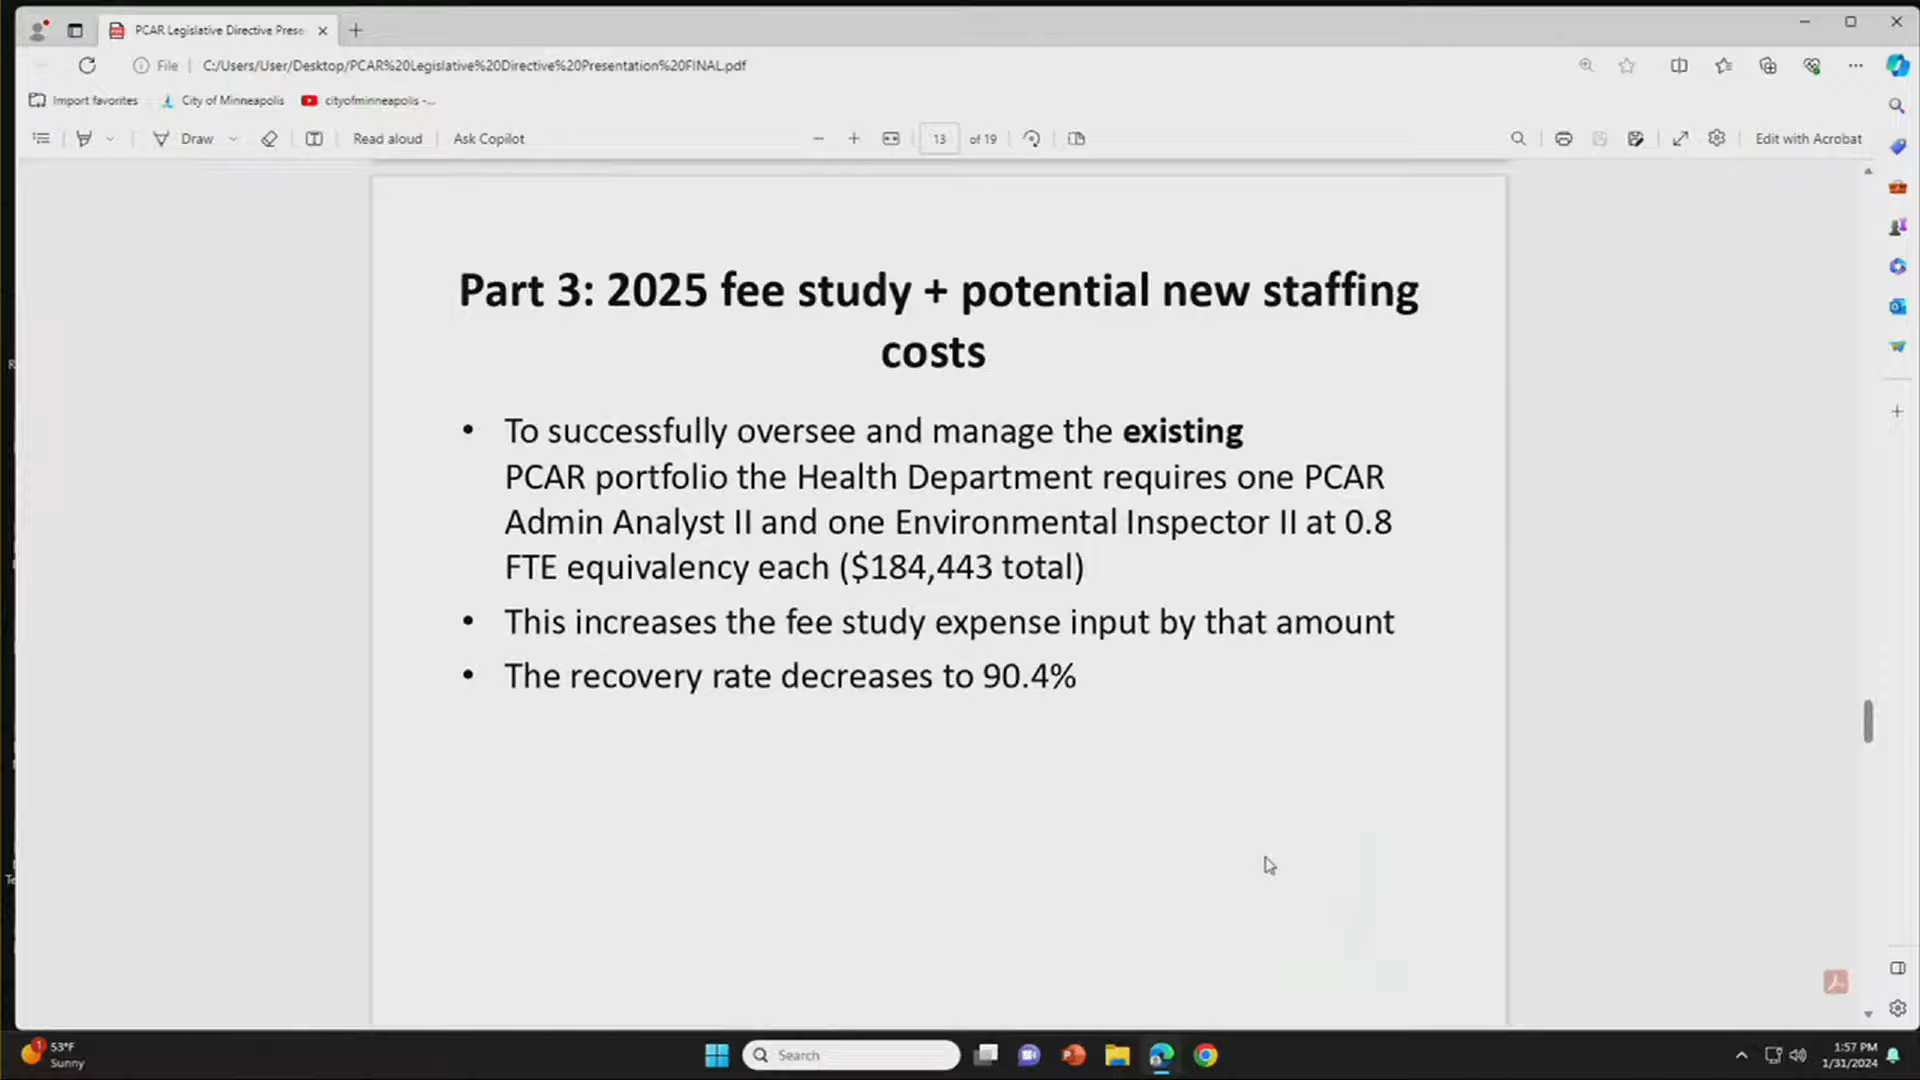 PCAR Legislative Directive Prese
File
C:/Users/User/Desktop/PCAR%20Legislative%20Directive%20Presentation%20FINAL.pdf
Import favorites
City of Minneapolis
cityofminneapolis -...
Draw
Read aloud
Ask Copilot
13
of 19
Edit with Acrobat
Part 3: 2025 fee study + potential new staffing
costs
• To successfully oversee and manage the existing
PCAR portfolio the Health Department requires one PCAR
Admin Analyst II and one Environmental Inspector II at 0.8
FTE equivalency each ($184,443 total)
• This increases the fee study expense input by that amount
• The recovery rate decreases to 90.4%
1
53°F
Sunny
Search
1:57 PM
1/31/2024